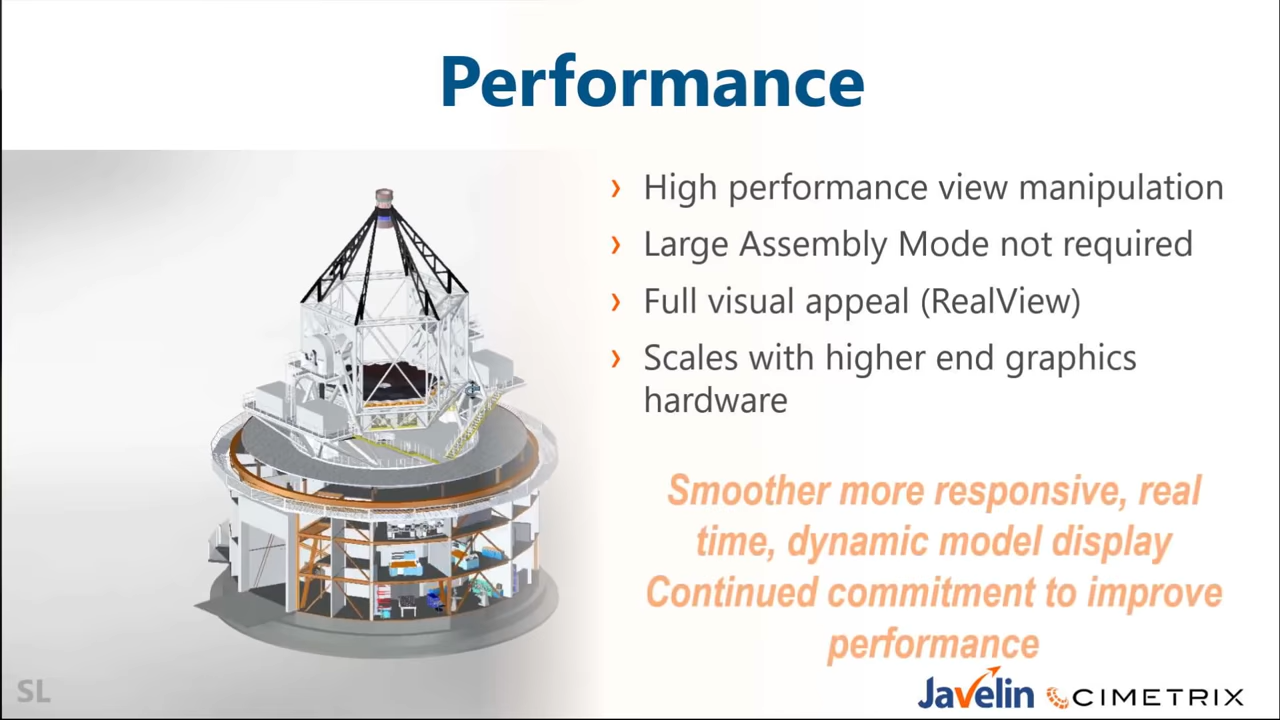 Performance
› High performance view manipulation
› Large Assembly Mode not required
› Full visual appeal (RealView)
› Scales with higher end graphics
hardware
Smoother more responsive, real
time, dynamic model display
Continued commitment to improve
performance
SL
Javelin CIMETRIX